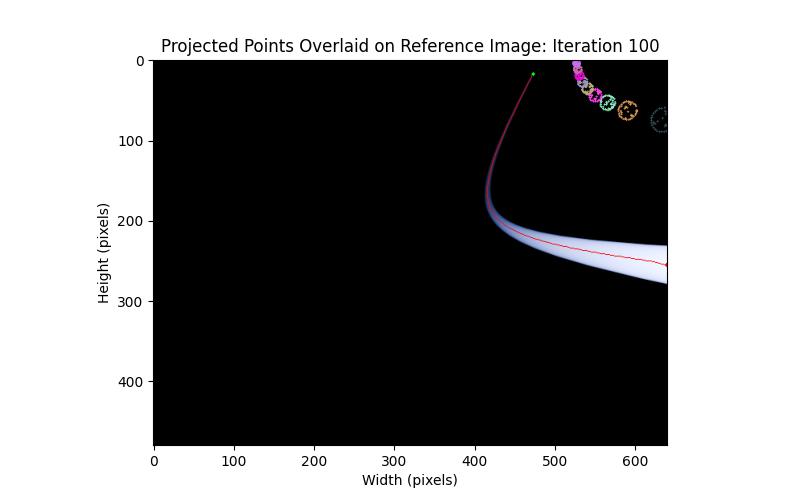 Projected Points Overlaid on Reference Image: Iteration 100
0
100
200
300
400
Height (pixels)
0 100 200 300 400 500 600
Width (pixels)